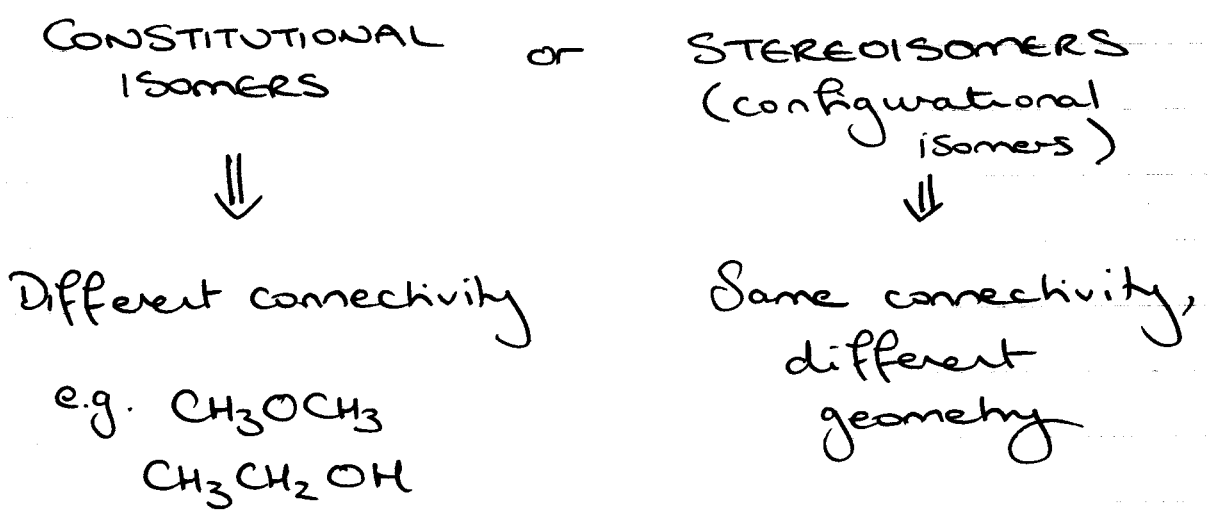 CONSTITUTIONAL
ISOMERS
or
STEREOISOMERS
(configurational
isomers)
⇓
⇓
Different connectivity
e.g. CH₃OCH₃
CH₃CH₂OH
Same connectivity,
different
geometry